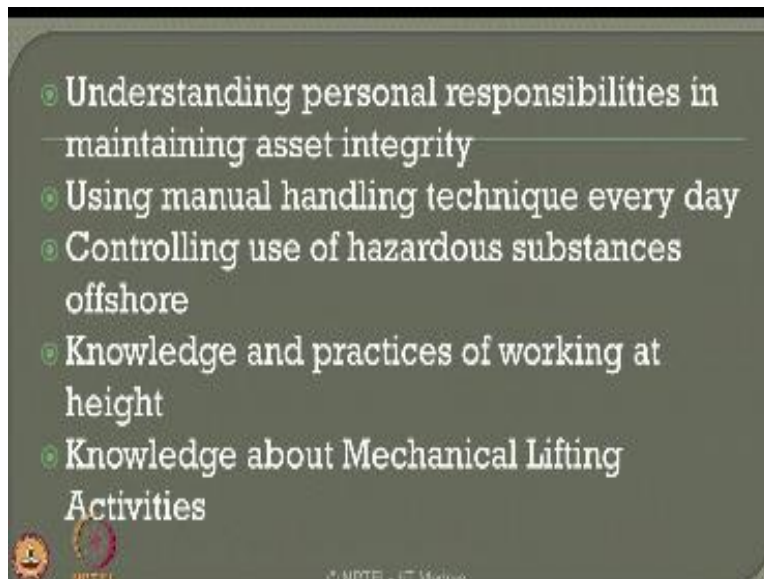 Understanding personal responsibilities in
maintaining asset integrity
Using manual handling technique every day
Controlling use of hazardous substances
offshore
Knowledge and practices of working at
height
Knowledge about Mechanical Lifting
Activities